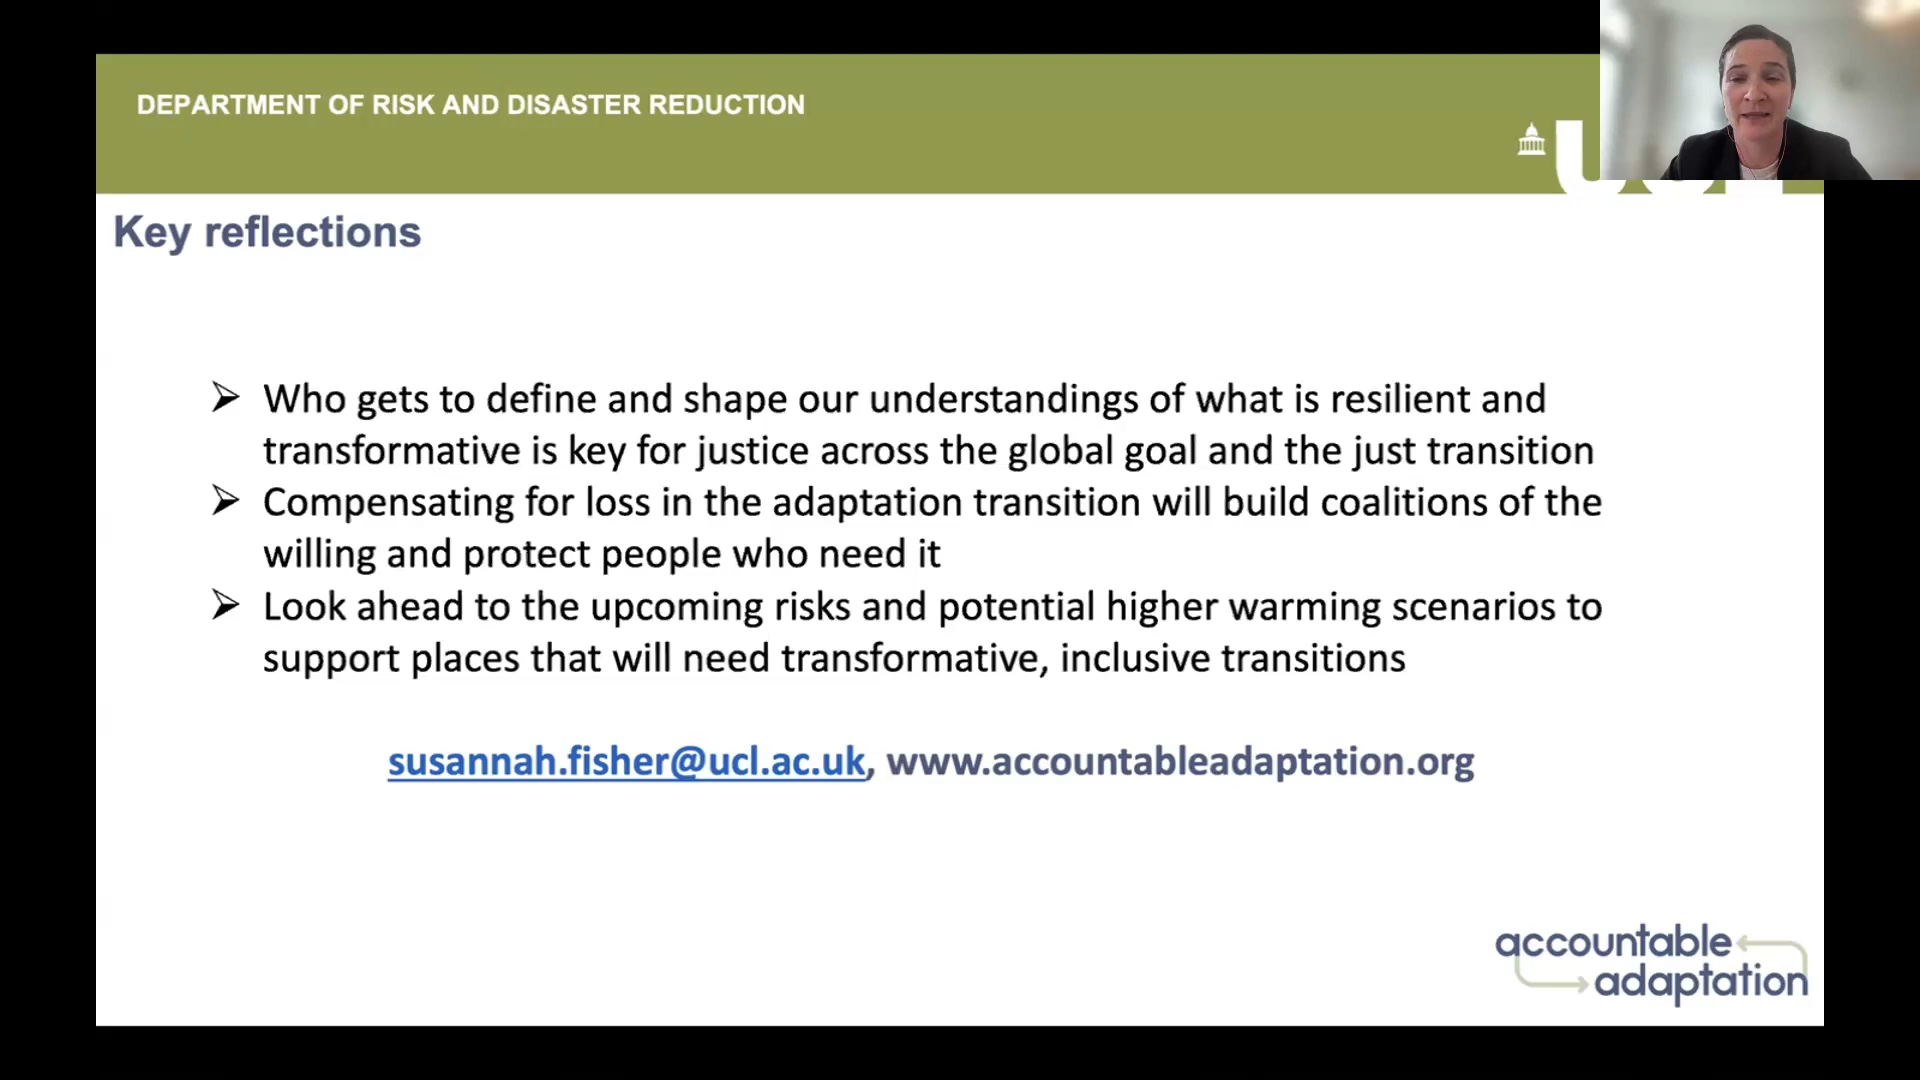 DEPARTMENT OF RISK AND DISASTER REDUCTION
Key reflections
Who gets to define and shape our understandings of what is resilient and
transformative is key for justice across the global goal and the just transition
Compensating for loss in the adaptation transition will build coalitions of the
willing and protect people who need it
Look ahead to the upcoming risks and potential higher warming scenarios to
support places that will need transformative, inclusive transitions
susannah.fisher@ucl.ac.uk, www.accountableadaptation.org
accountable
adaptation